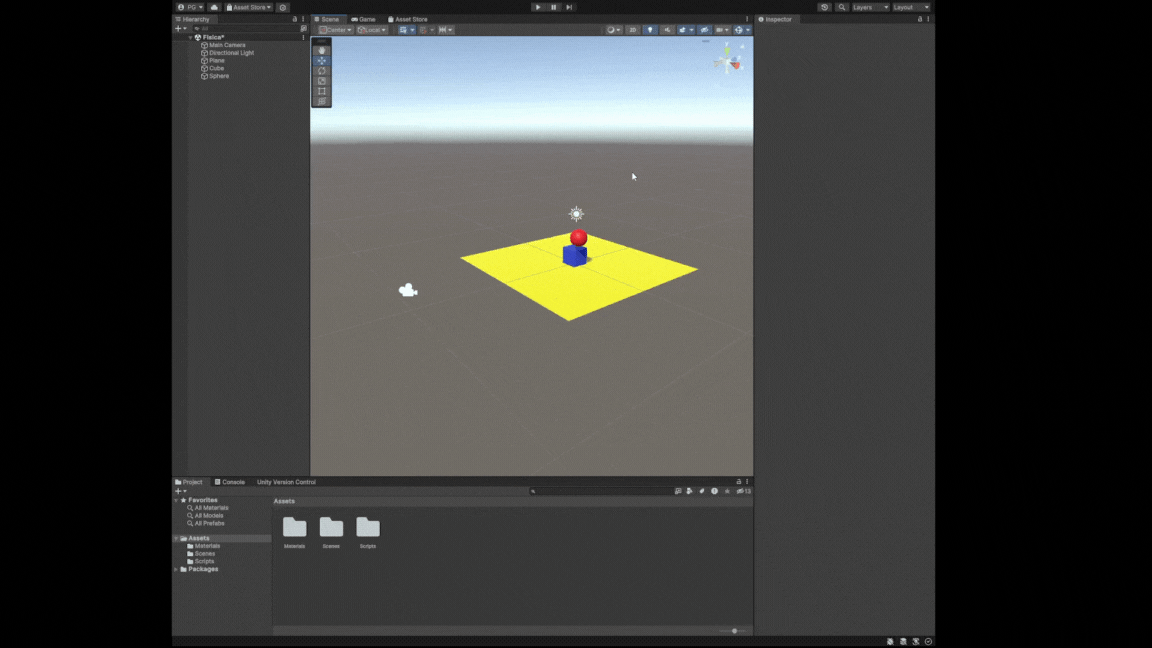 PG Asset Store Layers Layout
Hierarchy Scene Game Asset Store Inspector
All
Center Local 2D
Fisica*
Main Camera
Directional Light
Plane
Cube
Sphere
Project Console Unity Version Control
13
Favorites Assets
All Materials
All Models
All Prefabs
Assets
Materials
Scenes
Scripts
Packages
Materials Scenes Scripts